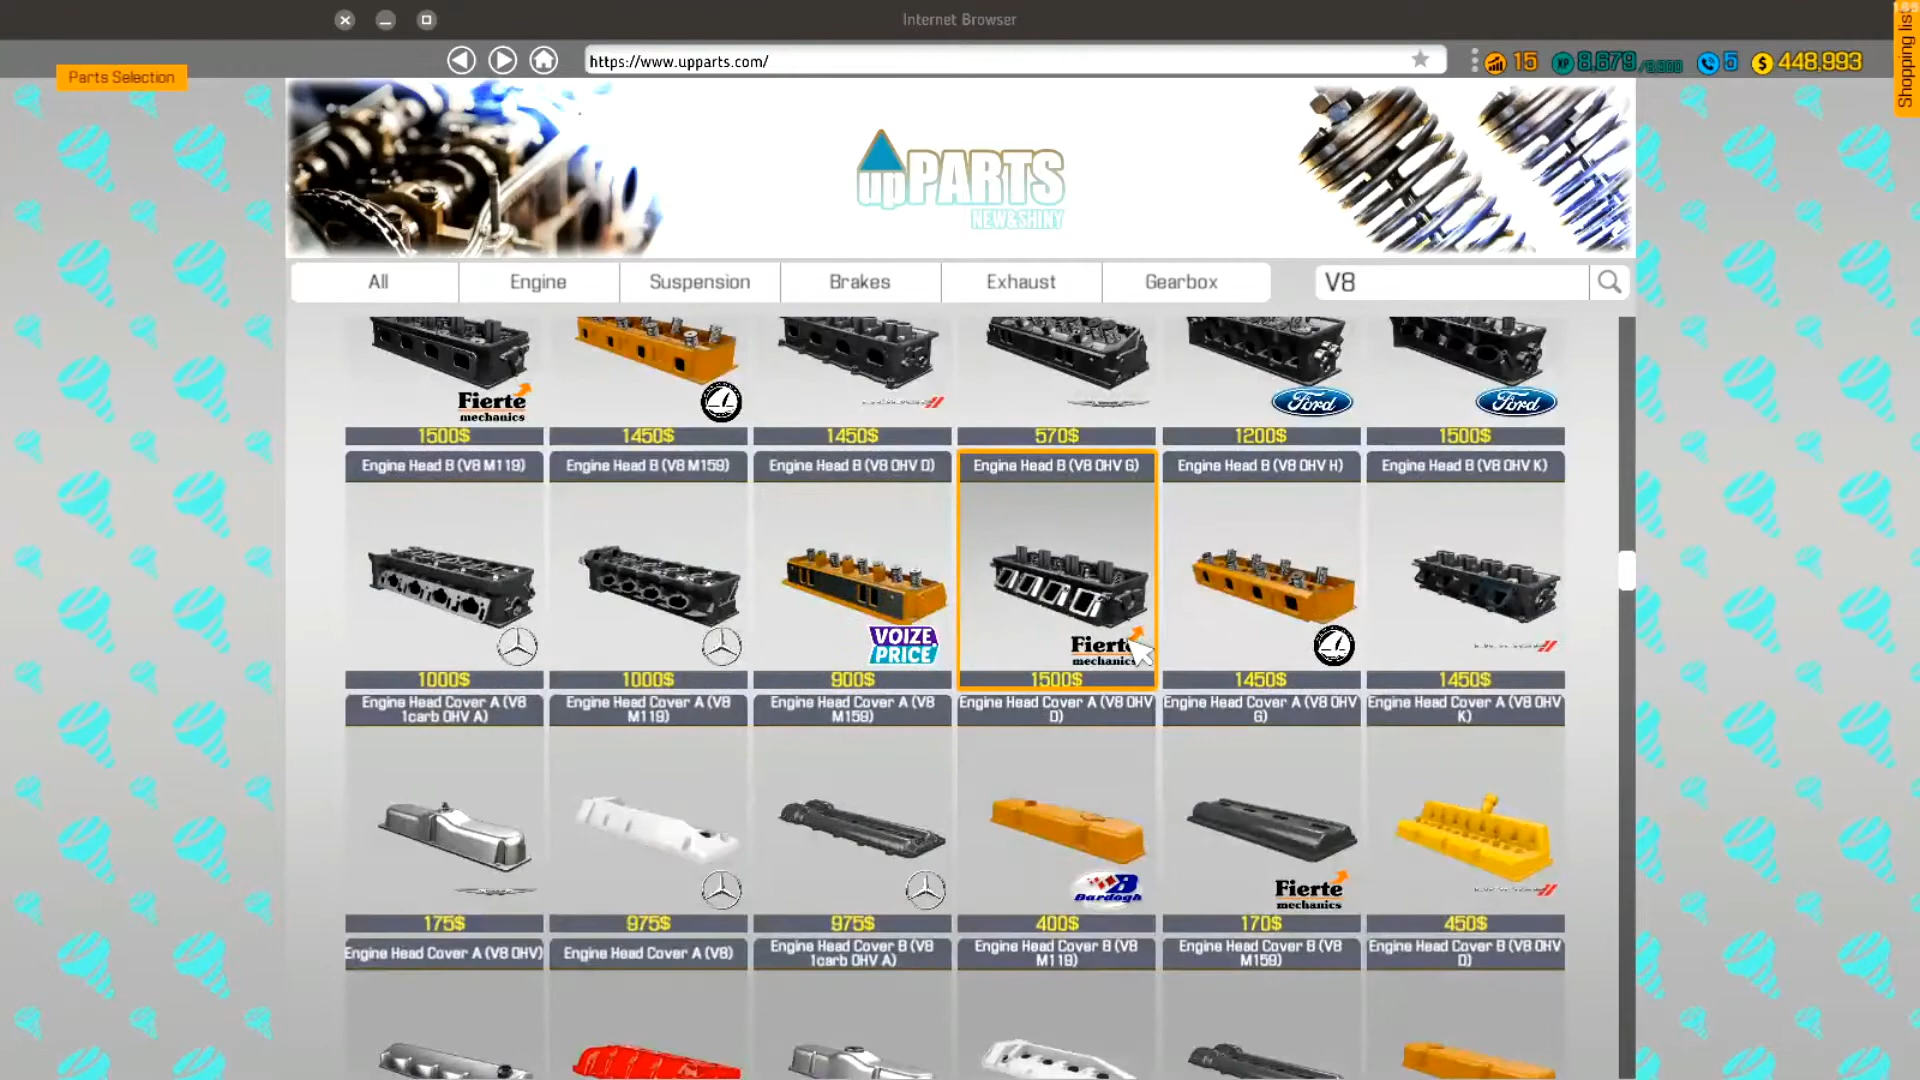 Internet Browser
Shopping list
https://www.upparts.com/
15
XP 8,679
5
$ 448,993
Parts Selection
upPARTS
NEW&SHINY
All
Engine
Suspension
Brakes
Exhaust
Gearbox
V8
Fierte
mechanics
Ford
Ford
1500$
1450$
1450$
570$
1200$
1500$
Engine Head B (V8 M119)
Engine Head B (V8 M159)
Engine Head B (V8 OHV D)
Engine Head B (V8 OHV G)
Engine Head B (V8 OHV H)
Engine Head B (V8 OHV K)
VOIZE
PRICE
Fierte
mechanics
1000$
1000$
900$
1500$
1450$
1450$
Engine Head Cover A (V8
1carb OHV A)
Engine Head Cover A (V8
M119)
Engine Head Cover A (V8
M159)
Engine Head Cover A (V8 OHV
D)
Engine Head Cover A (V8 OHV
G)
Engine Head Cover A (V8 OHV
K)
B
Bardogh
Fierte
mechanics
175$
975$
975$
400$
170$
450$
Engine Head Cover A (V8 OHV)
Engine Head Cover A (V8)
Engine Head Cover B (V8
1carb OHV A)
Engine Head Cover B (V8
M119)
Engine Head Cover B (V8
M159)
Engine Head Cover B (V8 OHV
D)